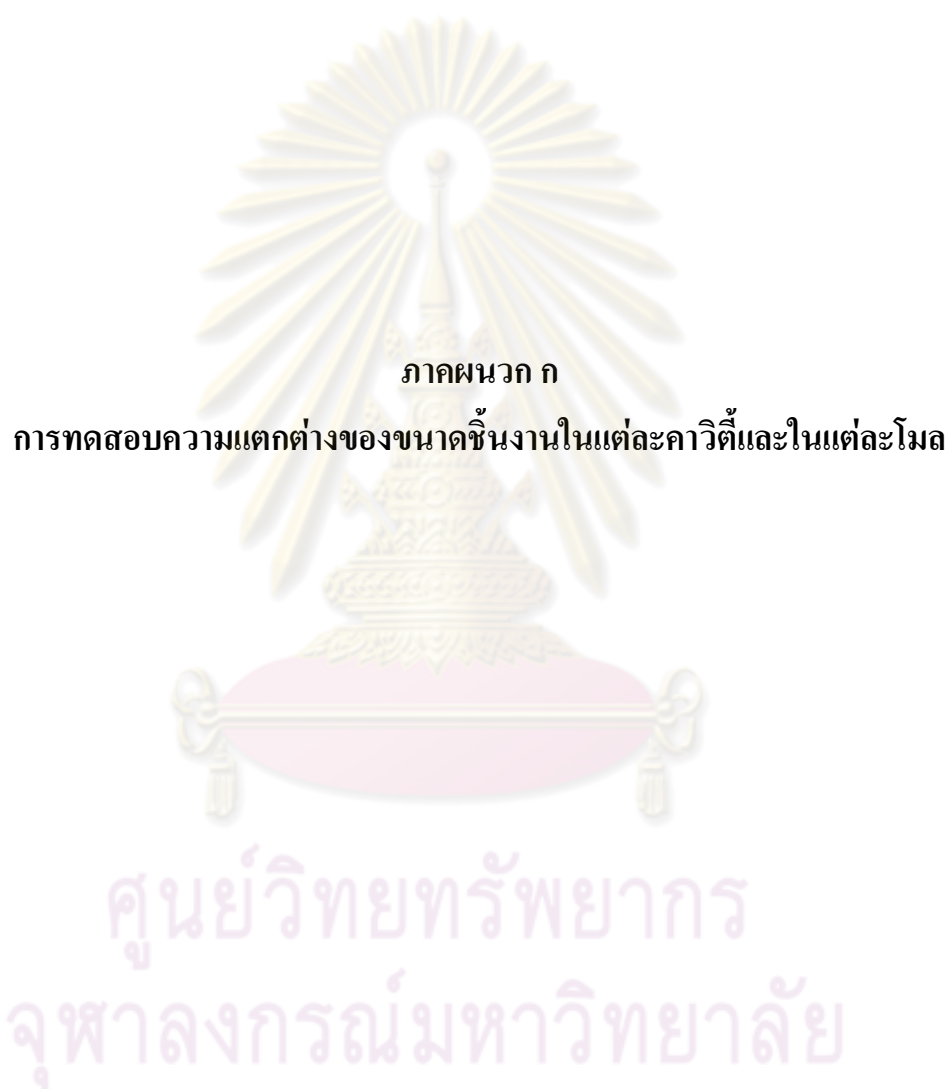 ภาคผนวก ก
การทดสอบความแตกต่างของขนาดชิ้นงานในแต่ละคาวิตี้และในแต่ละโมล
ศูนย์วิทยทรัพยากร
จุฬาลงกรณ์มหาวิทยาลัย